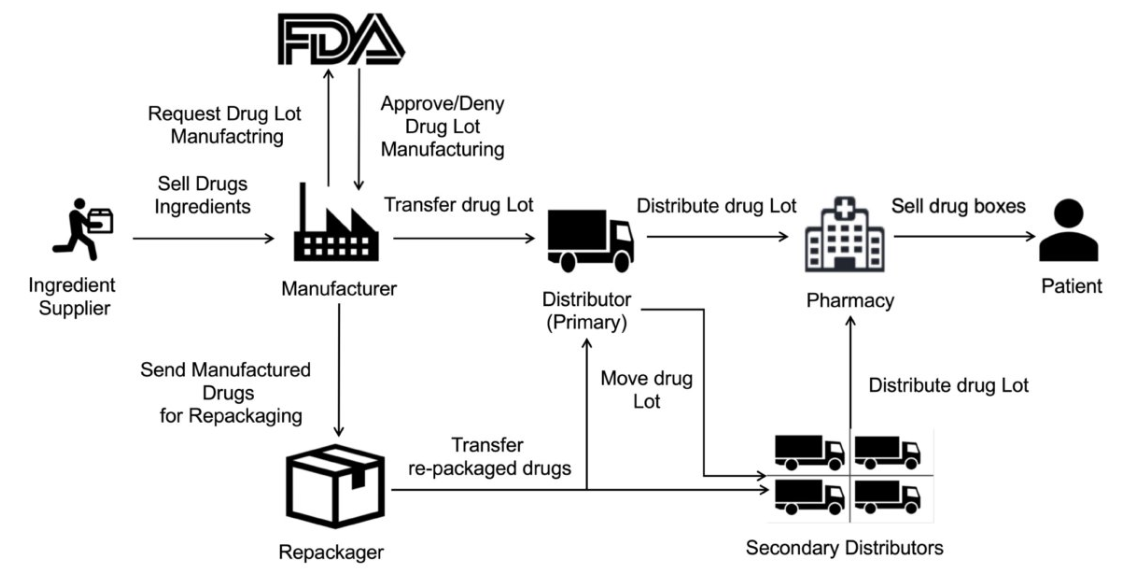 FDA
Request Drug Lot
Manufactring
Approve/Deny
Drug Lot
Manufacturing
Sell Drugs
Ingredients
Transfer drug Lot
Distribute drug Lot
Sell drug boxes
Ingredient
Supplier
Manufacturer
Distributor
(Primary)
Pharmacy
Patient
Send Manufactured
Drugs
for Repackaging
Move drug
Lot
Distribute drug Lot
Transfer
re-packaged drugs
Repackager
Secondary Distributors